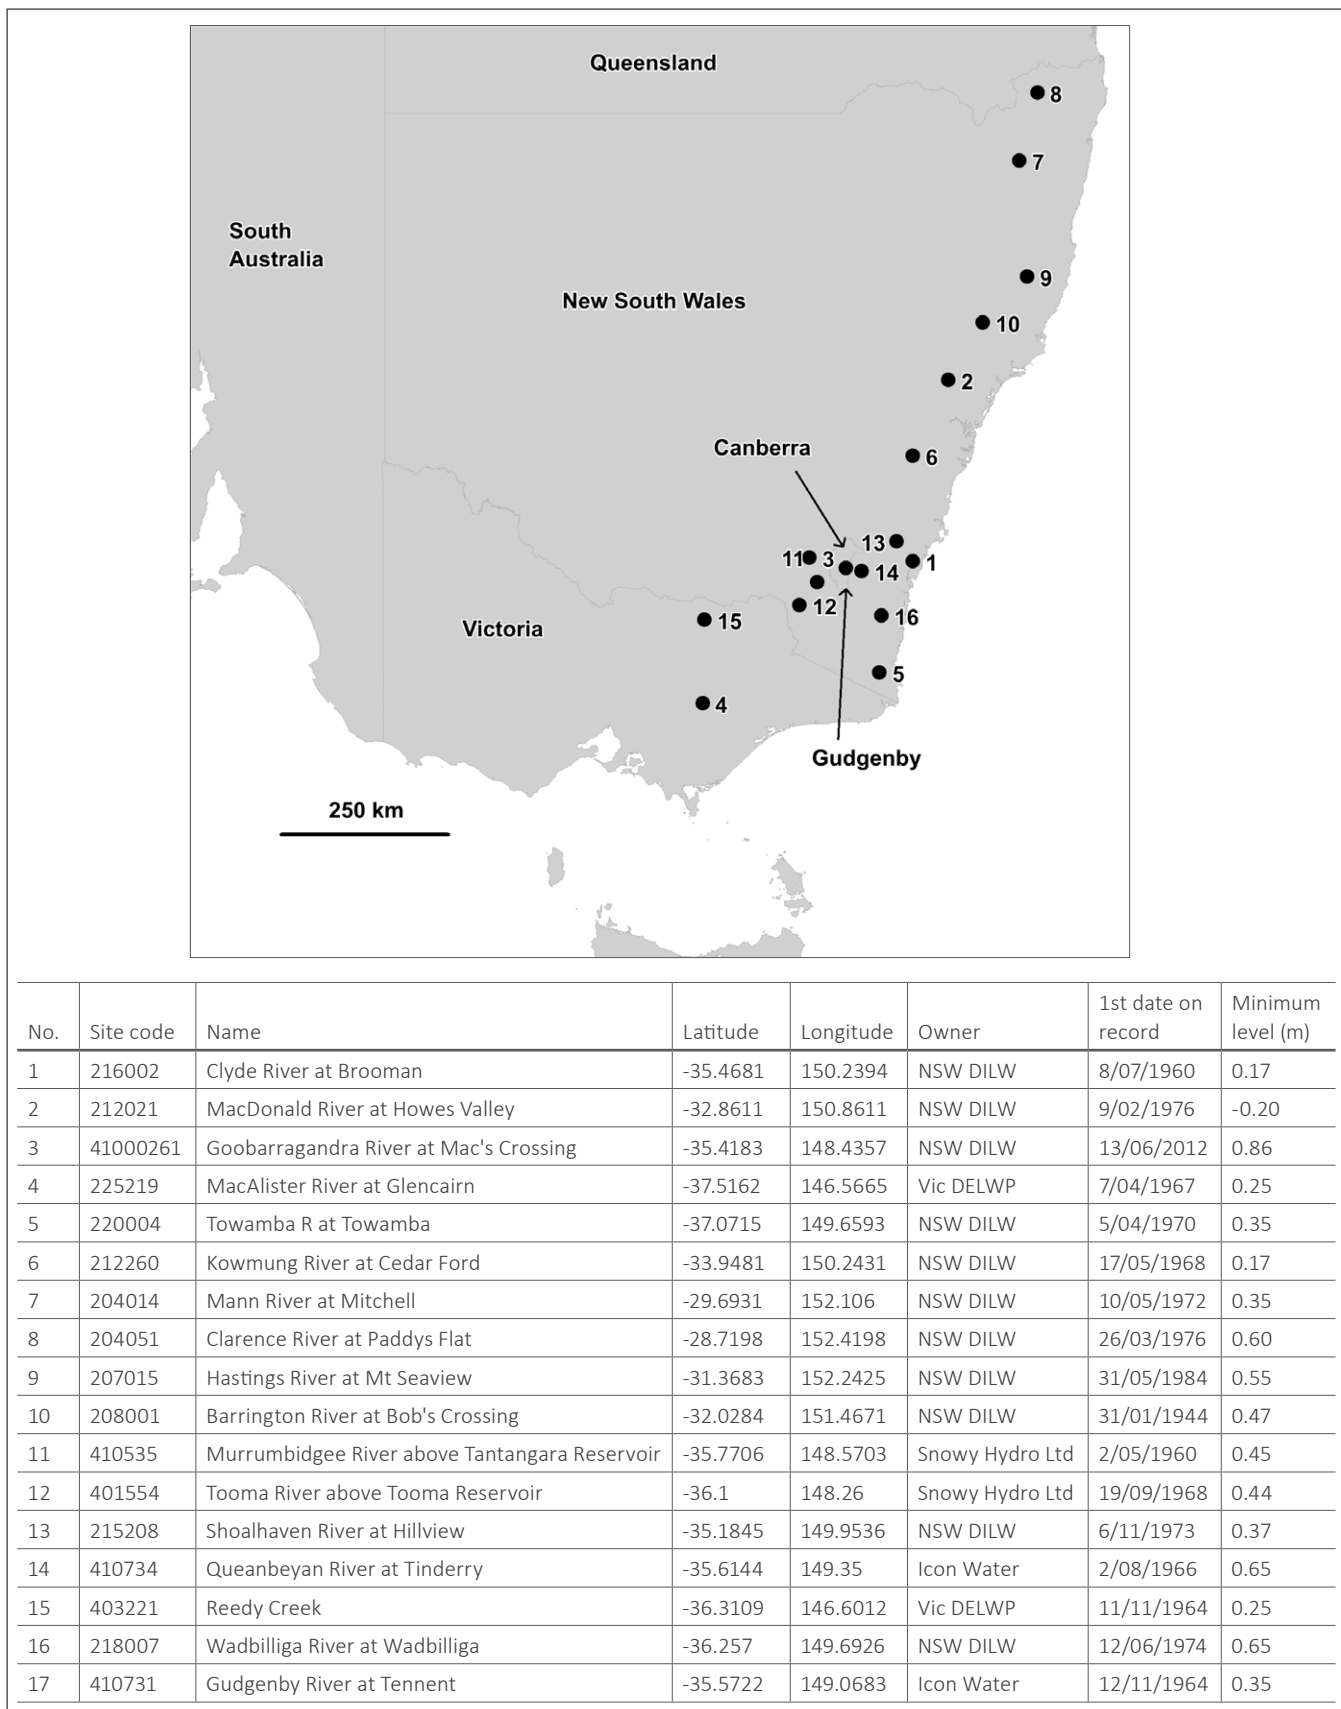 Queensland
8
7
South
Australia
9
New South Wales
10
2
Canberra
6
13
11 3 1
14
12 16
15
Victoria
5
4
Gudgenby
250 km
No. Site code Name Latitude Longitude Owner 1st date on record Minimum level (m)
1 216002 Clyde River at Brooman -35.4681 150.2394 NSW DILW 8/07/1960 0.17
2 212021 MacDonald River at Howes Valley -32.8611 150.8611 NSW DILW 9/02/1976 -0.20
3 41000261 Goobarragandra River at Mac's Crossing -35.4183 148.4357 NSW DILW 13/06/2012 0.86
4 225219 MacAlister River at Glencairn -37.5162 146.5665 Vic DELWP 7/04/1967 0.25
5 220004 Towamba R at Towamba -37.0715 149.6593 NSW DILW 5/04/1970 0.35
6 212260 Kowmung River at Cedar Ford -33.9481 150.2431 NSW DILW 17/05/1968 0.17
7 204014 Mann River at Mitchell -29.6931 152.106 NSW DILW 10/05/1972 0.35
8 204051 Clarence River at Paddys Flat -28.7198 152.4198 NSW DILW 26/03/1976 0.60
9 207015 Hastings River at Mt Seaview -31.3683 152.2425 NSW DILW 31/05/1984 0.55
10 208001 Barrington River at Bob's Crossing -32.0284 151.4671 NSW DILW 31/01/1944 0.47
11 410535 Murrumbidgee River above Tantangara Reservoir -35.7706 148.5703 Snowy Hydro Ltd 2/05/1960 0.45
12 401554 Tooma River above Tooma Reservoir -36.1 148.26 Snowy Hydro Ltd 19/09/1968 0.44
13 215208 Shoalhaven River at Hillview -35.1845 149.9536 NSW DILW 6/11/1973 0.37
14 410734 Queanbeyan River at Tinderry -35.6144 149.35 Icon Water 2/08/1966 0.65
15 403221 Reedy Creek -36.3109 146.6012 Vic DELWP 11/11/1964 0.25
16 218007 Wadbilliga River at Wadbilliga -36.257 149.6926 NSW DILW 12/06/1974 0.65
17 410731 Gudgenby River at Tennent -35.5722 149.0683 Icon Water 12/11/1964 0.35